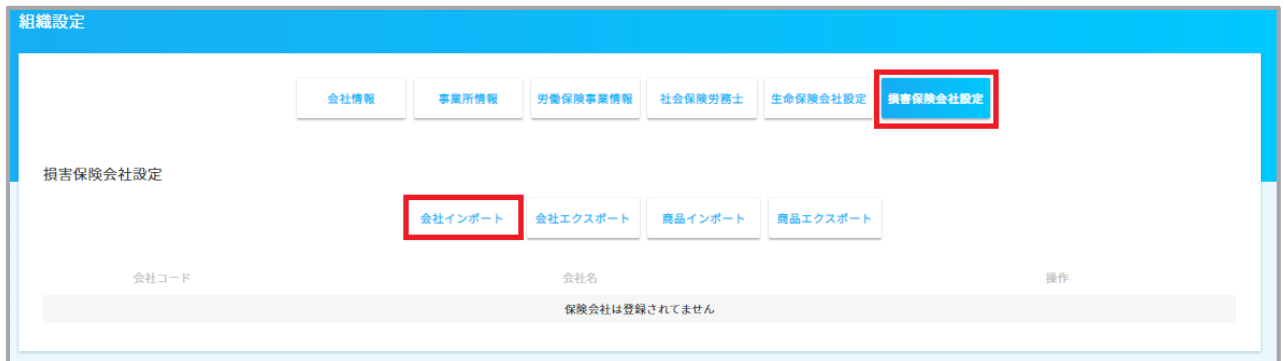 組織設定
会社情報 事業所情報 労働保険事業情報 社会保険労務士 生命保険会社設定 損害保険会社設定
損害保険会社設定
会社インポート 会社エクスポート 商品インポート 商品エクスポート
会社コード 会社名 操作
保険会社は登録されてません